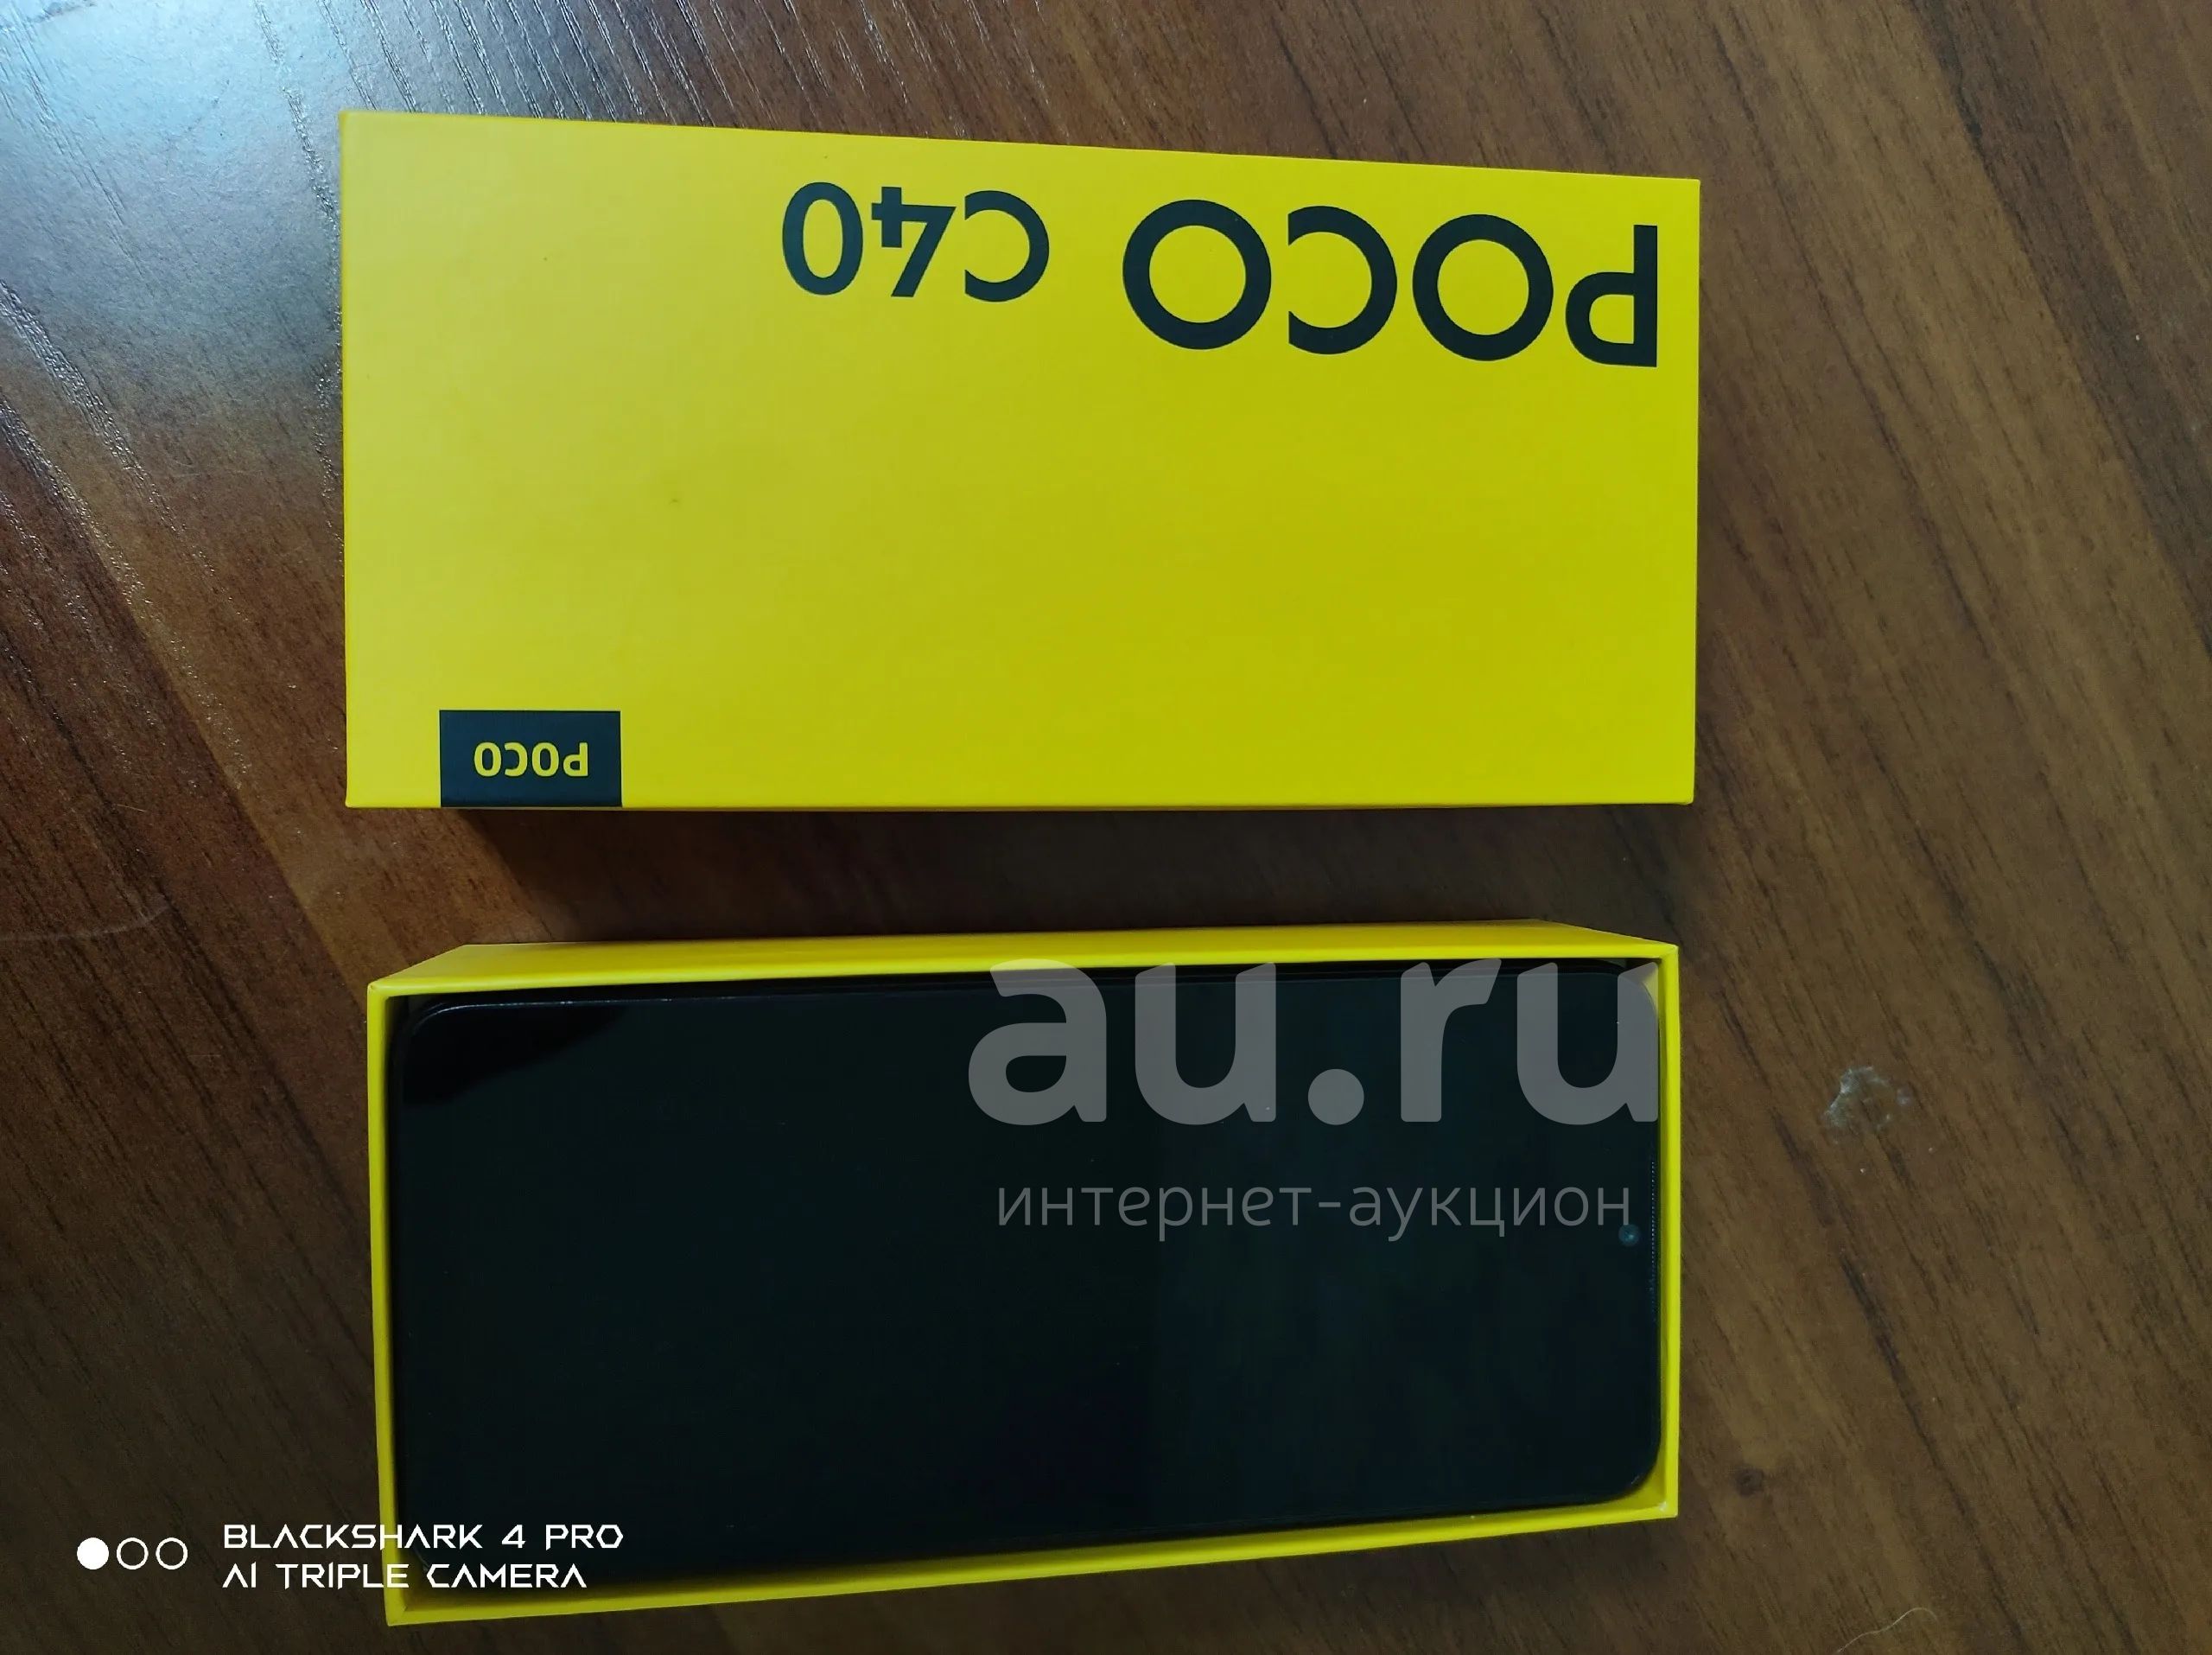 POCO C40
POCO
au.ru
интернет-аукцион
BLACKSHARK 4 PRO
AI TRIPLE CAMERA